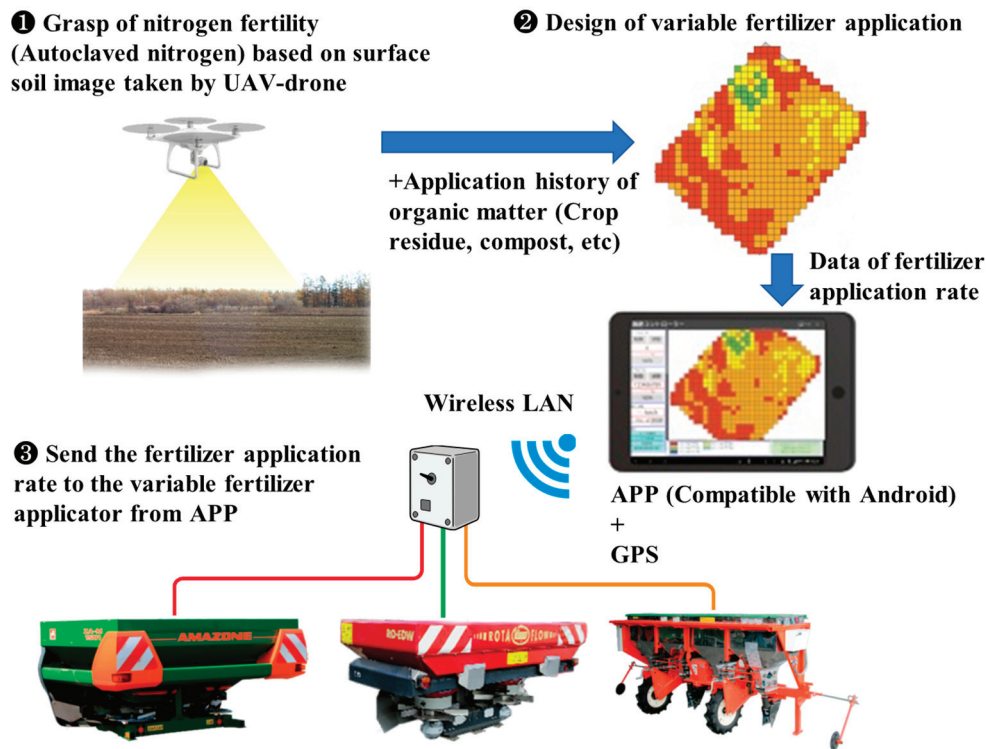 ❶ Grasp of nitrogen fertility
(Autoclaved nitrogen) based on surface
soil image taken by UAV-drone
❷ Design of variable fertilizer application
+Application history of
organic matter (Crop
residue, compost, etc)
Data of fertilizer
application rate
Wireless LAN
❸ Send the fertilizer application
rate to the variable fertilizer
applicator from APP
APP (Compatible with Android)
+
GPS
AMAZONE
RO-EDW
ROTA FLOW